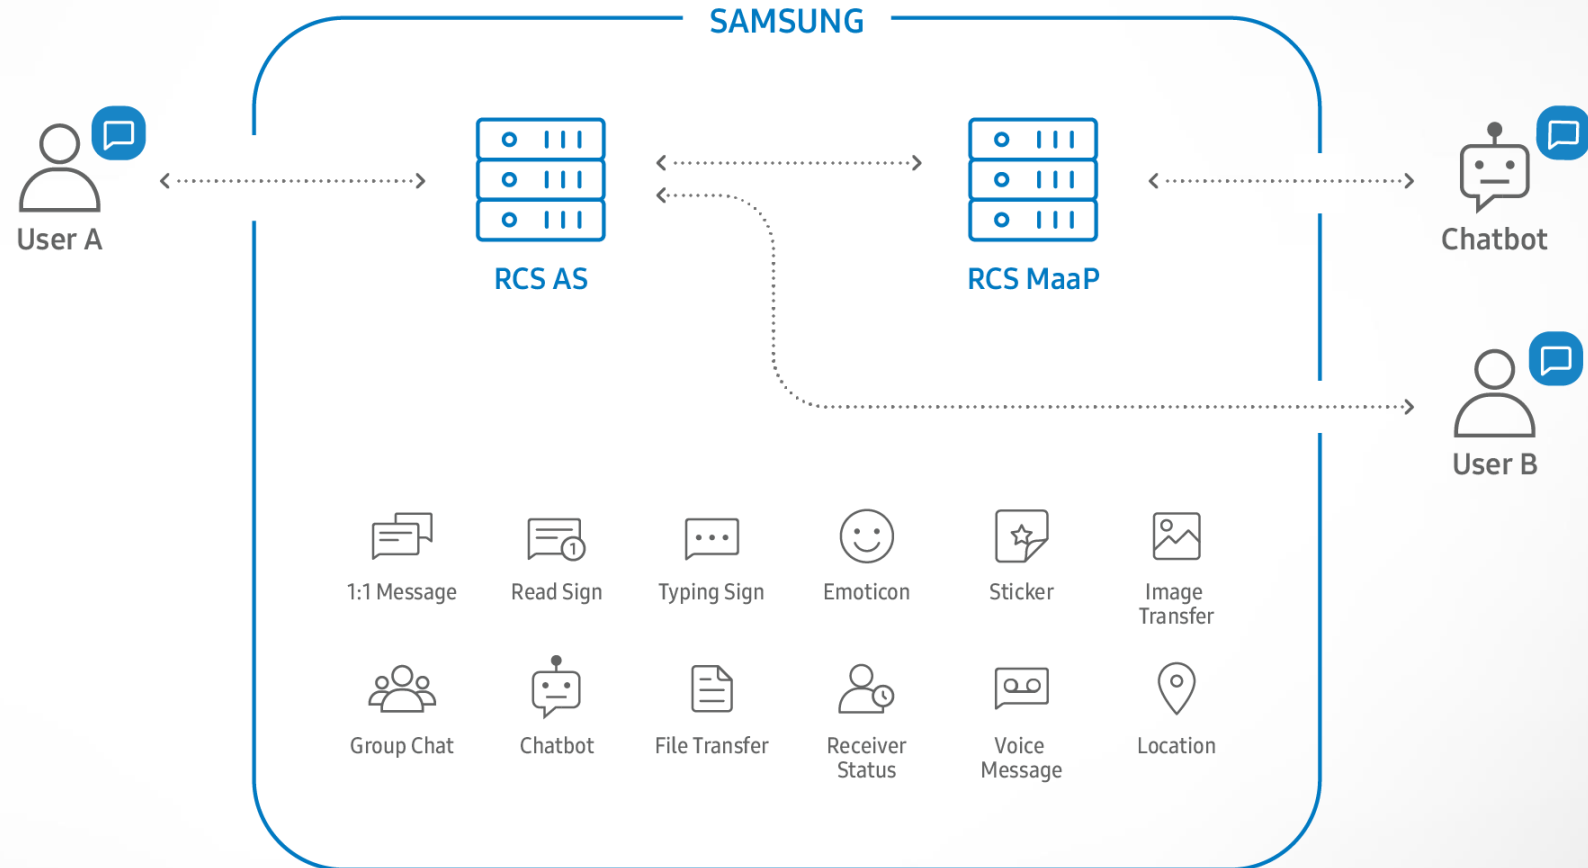 SAMSUNG
User A
RCS AS
RCS MaaP
Chatbot
User B
1:1 Message
Read Sign
1
Typing Sign
Emoticon
Sticker
Image
Transfer
Group Chat
Chatbot
File Transfer
Receiver
Status
Voice
Message
Location